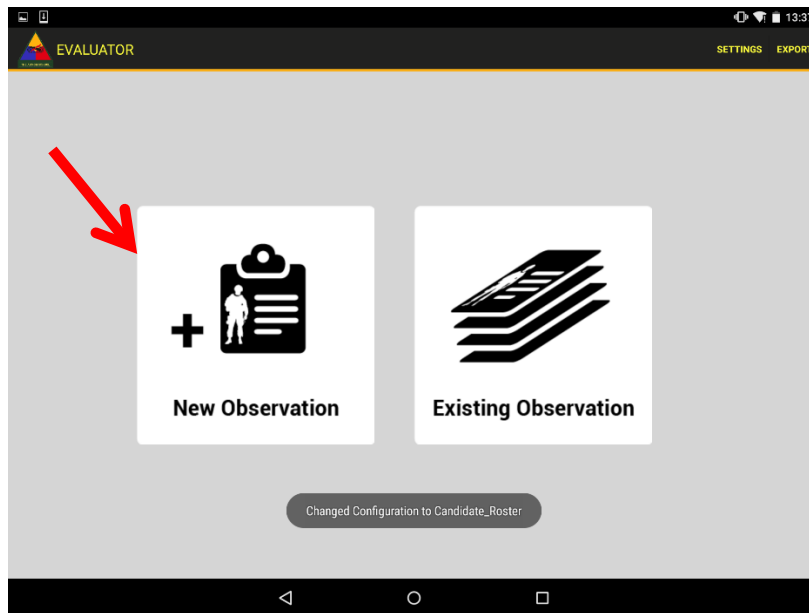 13:37
EVALUATOR
SETTINGS EXPORT
New Observation
Existing Observation
Changed Configuration to Candidate_Roster